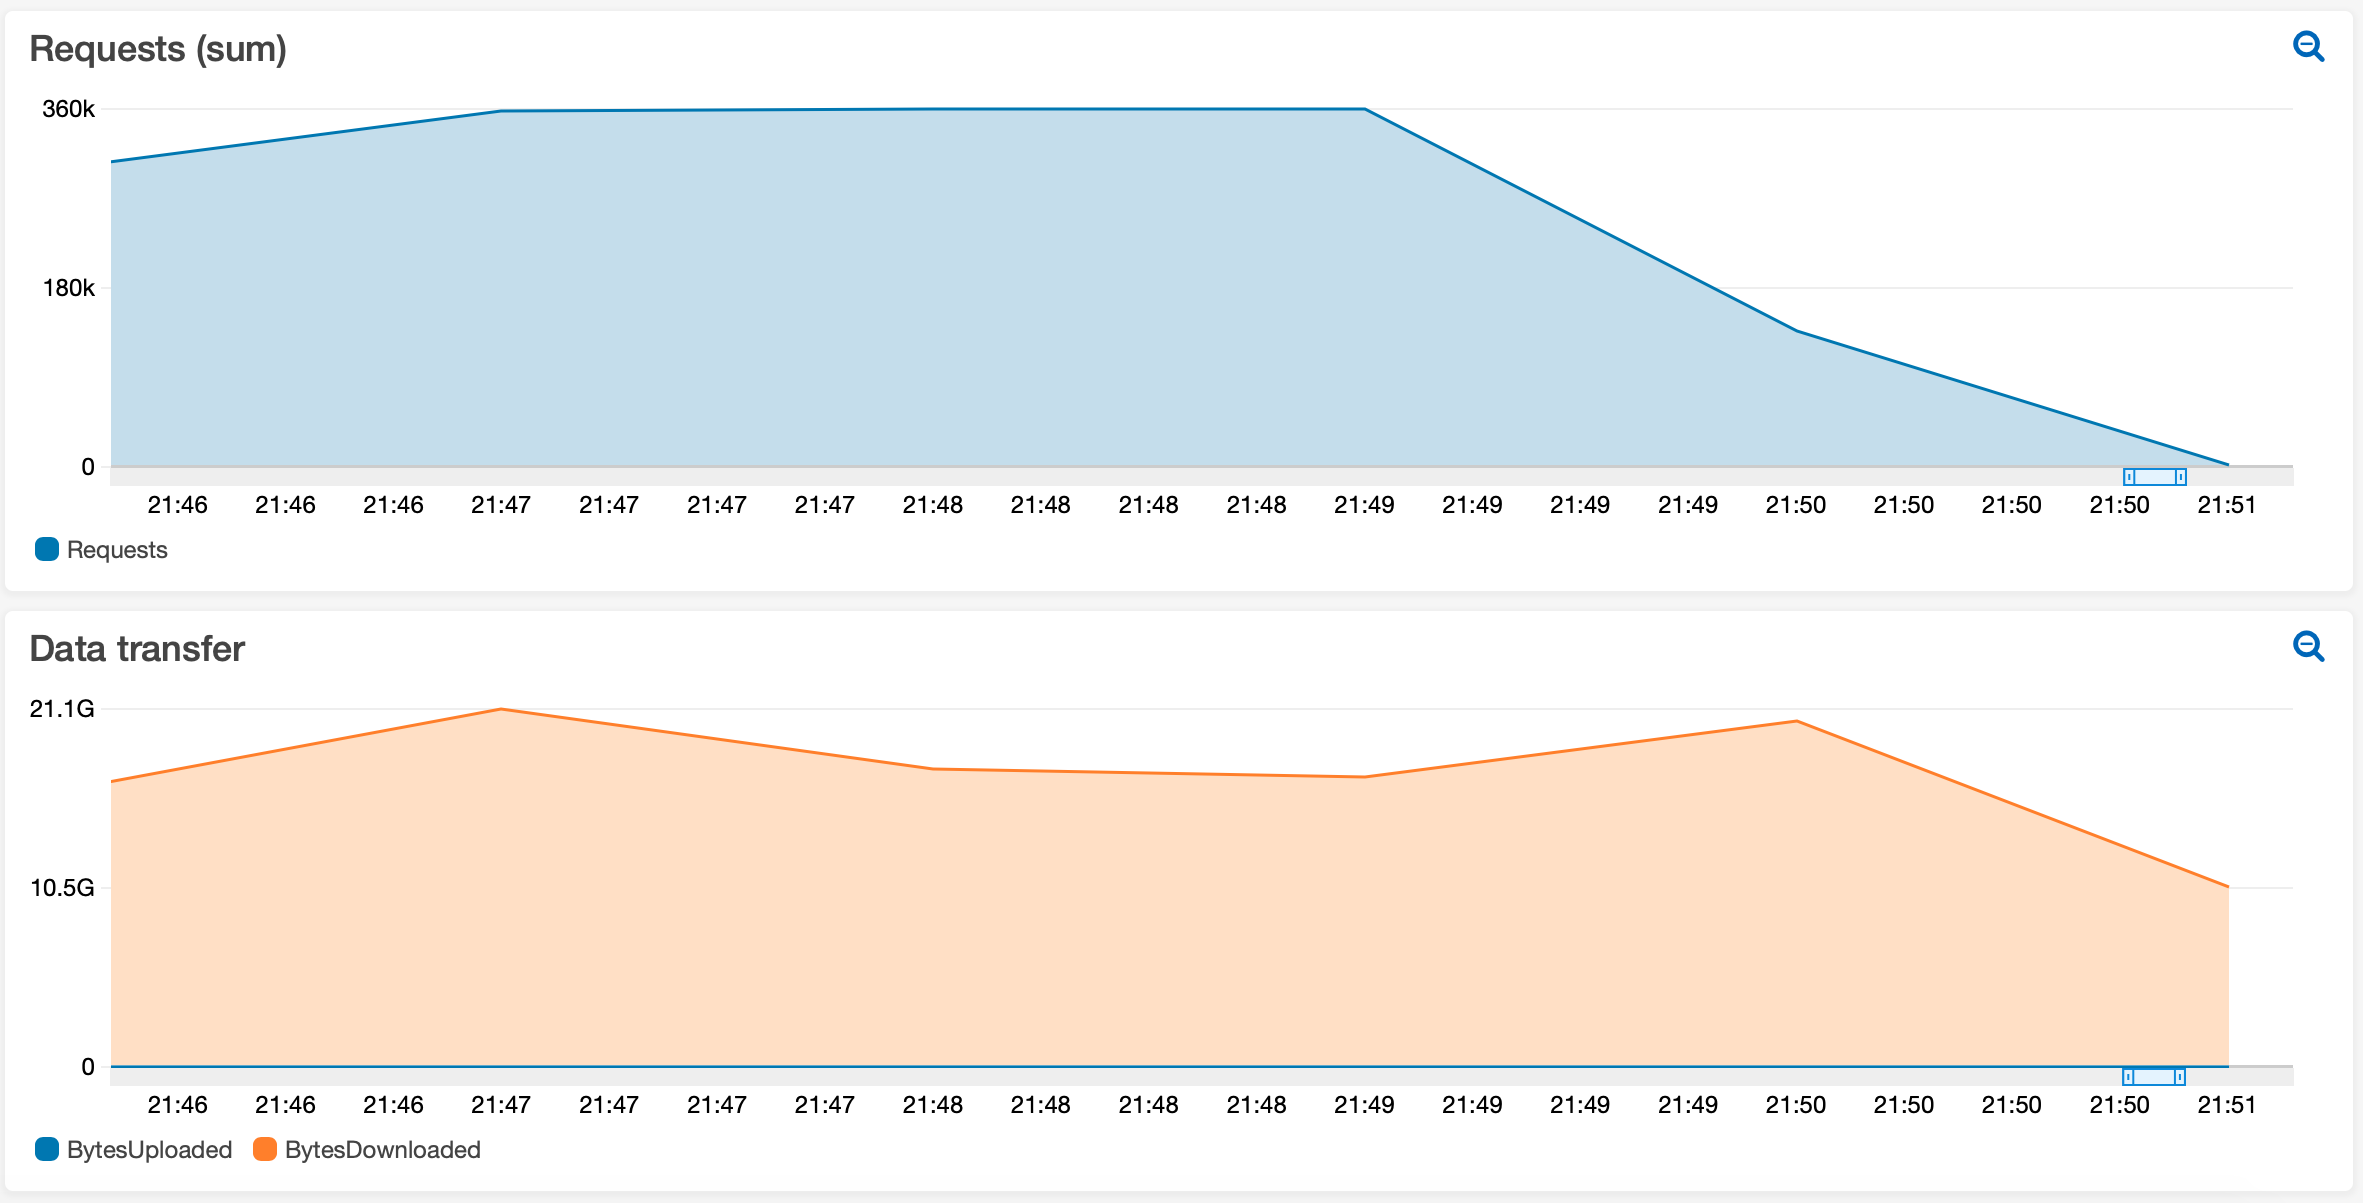 Requests (sum)
360k
180k
0
21:46 21:46 21:46 21:47 21:47 21:47 21:47 21:48 21:48 21:48 21:48 21:49 21:49 21:49 21:49 21:50 21:50 21:50 21:50 21:51
Requests
Data transfer
21.1G
10.5G
0
21:46 21:46 21:46 21:47 21:47 21:47 21:47 21:48 21:48 21:48 21:48 21:49 21:49 21:49 21:49 21:50 21:50 21:50 21:50 21:51
BytesUploaded BytesDownloaded